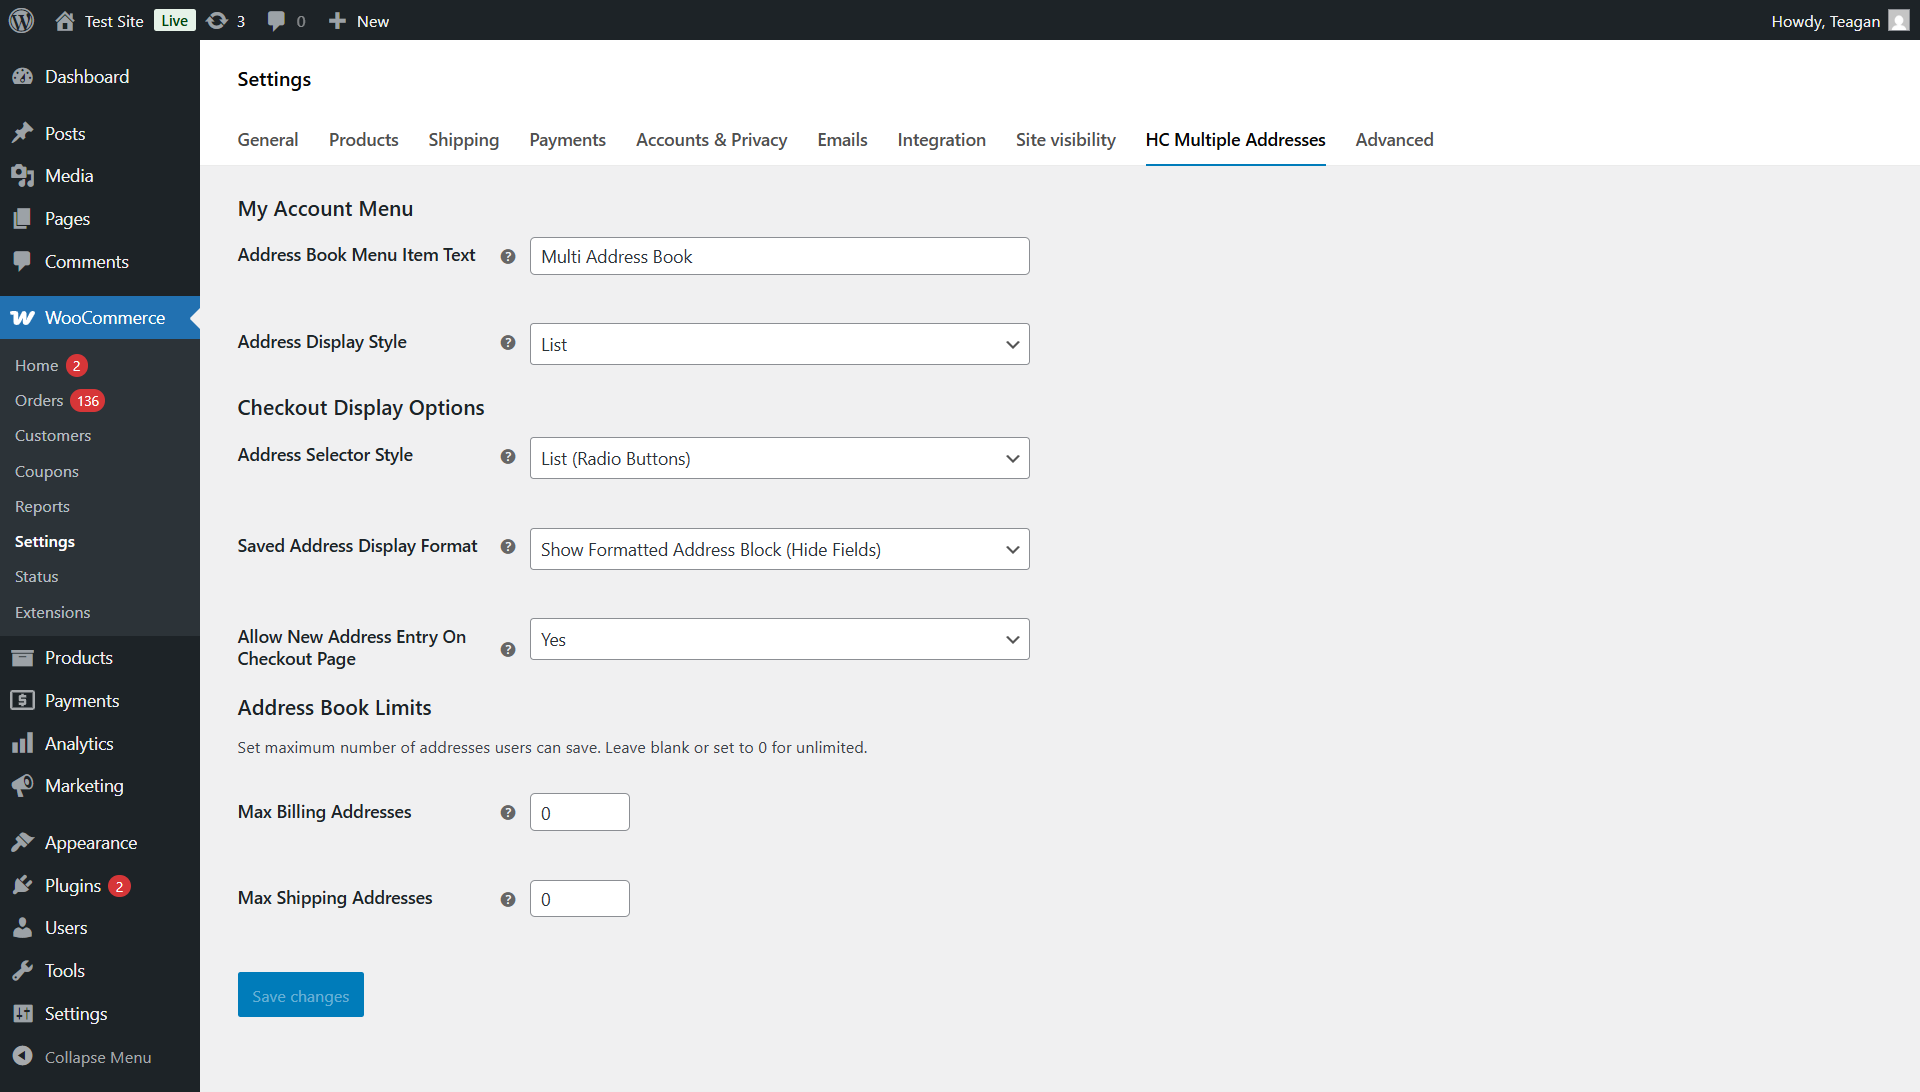 Test Site Live 3 0 New Howdy, Teagan
Dashboard
Posts
Media
Pages
Comments
WooCommerce
Home 2
Orders 136
Customers
Coupons
Reports
Settings
Status
Extensions
Products
Payments
Analytics
Marketing
Appearance
Plugins 2
Users
Tools
Settings
Collapse Menu
Settings
General Products Shipping Payments Accounts & Privacy Emails Integration Site visibility HC Multiple Addresses Advanced
My Account Menu
Address Book Menu Item Text ? Multi Address Book
Address Display Style ? List
Checkout Display Options
Address Selector Style ? List (Radio Buttons)
Saved Address Display Format ? Show Formatted Address Block (Hide Fields)
Allow New Address Entry On
Checkout Page ? Yes
Address Book Limits
Set maximum number of addresses users can save. Leave blank or set to 0 for unlimited.
Max Billing Addresses ? 0
Max Shipping Addresses ? 0
Save changes